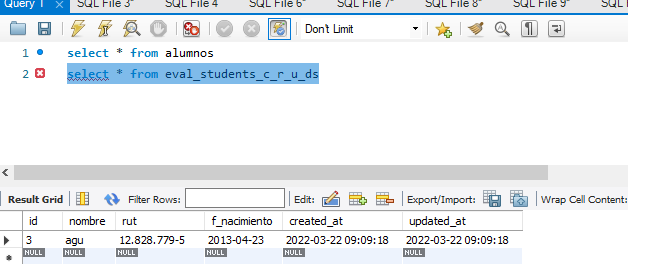 Query 1 SQL File 3* SQL File 4 SQL File 6* SQL File 7* SQL File 8* SQL File 9*
Don't Limit
1 select * from alumnos
2 select * from eval_students_c_r_u_ds
Result Grid Filter Rows: Edit: Export/Import: Wrap Cell Content:
id nombre rut f_nacimiento created_at updated_at
3 agu 12.828.779-5 2013-04-23 2022-03-22 09:09:18 2022-03-22 09:09:18
NULL NULL NULL NULL NULL NULL